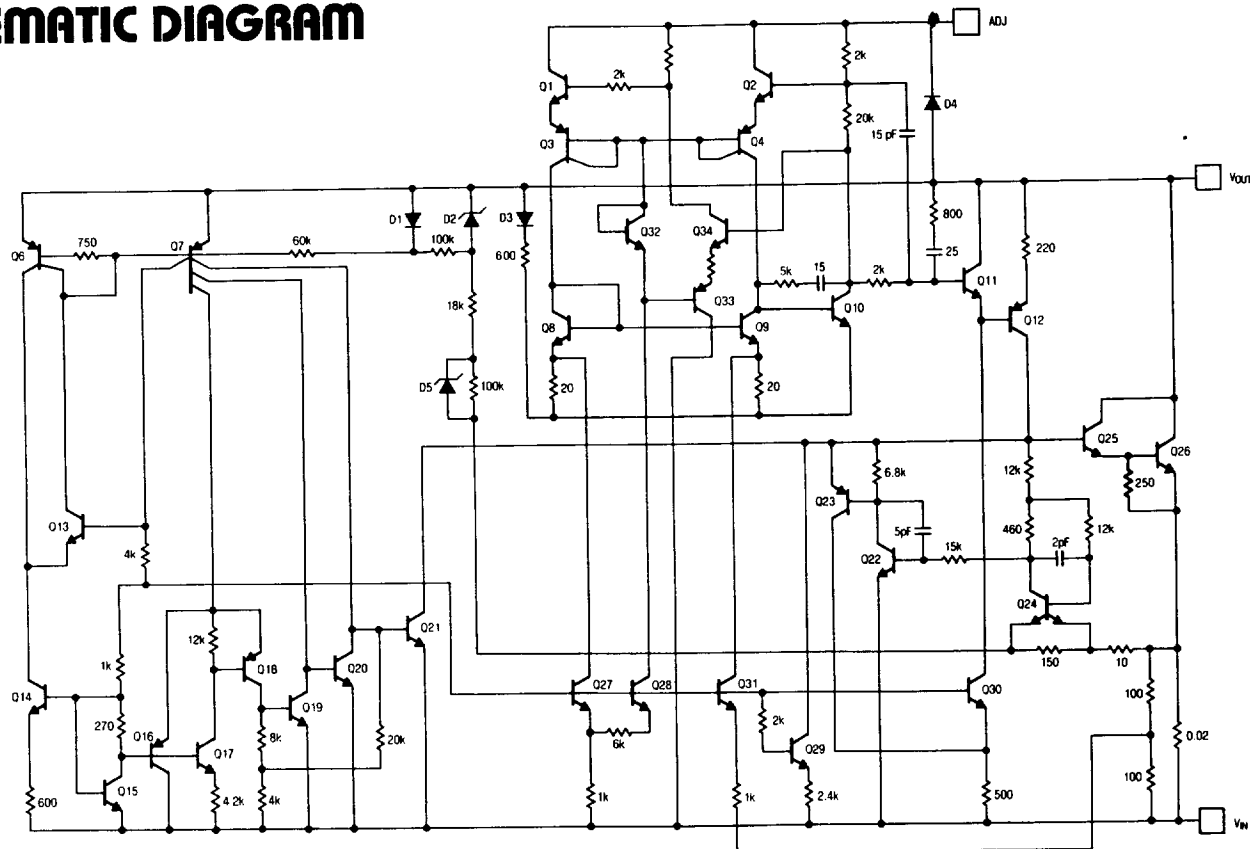 EMATIC DIAGRAM
ADJ
2k
Q1
2k
Q2
20k
D4
15 pF
Q3
Q4
VOUT
D1
D2
D3
800
Q32
Q34
750
Q7
60k
100k
600
25
220
Q6
5k
15
2k
Q11
Q33
18k
Q8
Q9
Q10
Q12
D5
100k
20
20
Q25
Q26
6.8k
12k
250
Q23
Q13
4k
5pF
460
12k
15k
2pF
Q22
Q24
Q21
12k
150
10
1k
Q18
Q20
Q14
Q27
Q28
Q31
Q30
100
270
Q19
2k
Q16
Q17
8k
20k
6k
Q29
0.02
Q15
100
600
4.2k
4k
1k
1k
2.4k
500
VIN